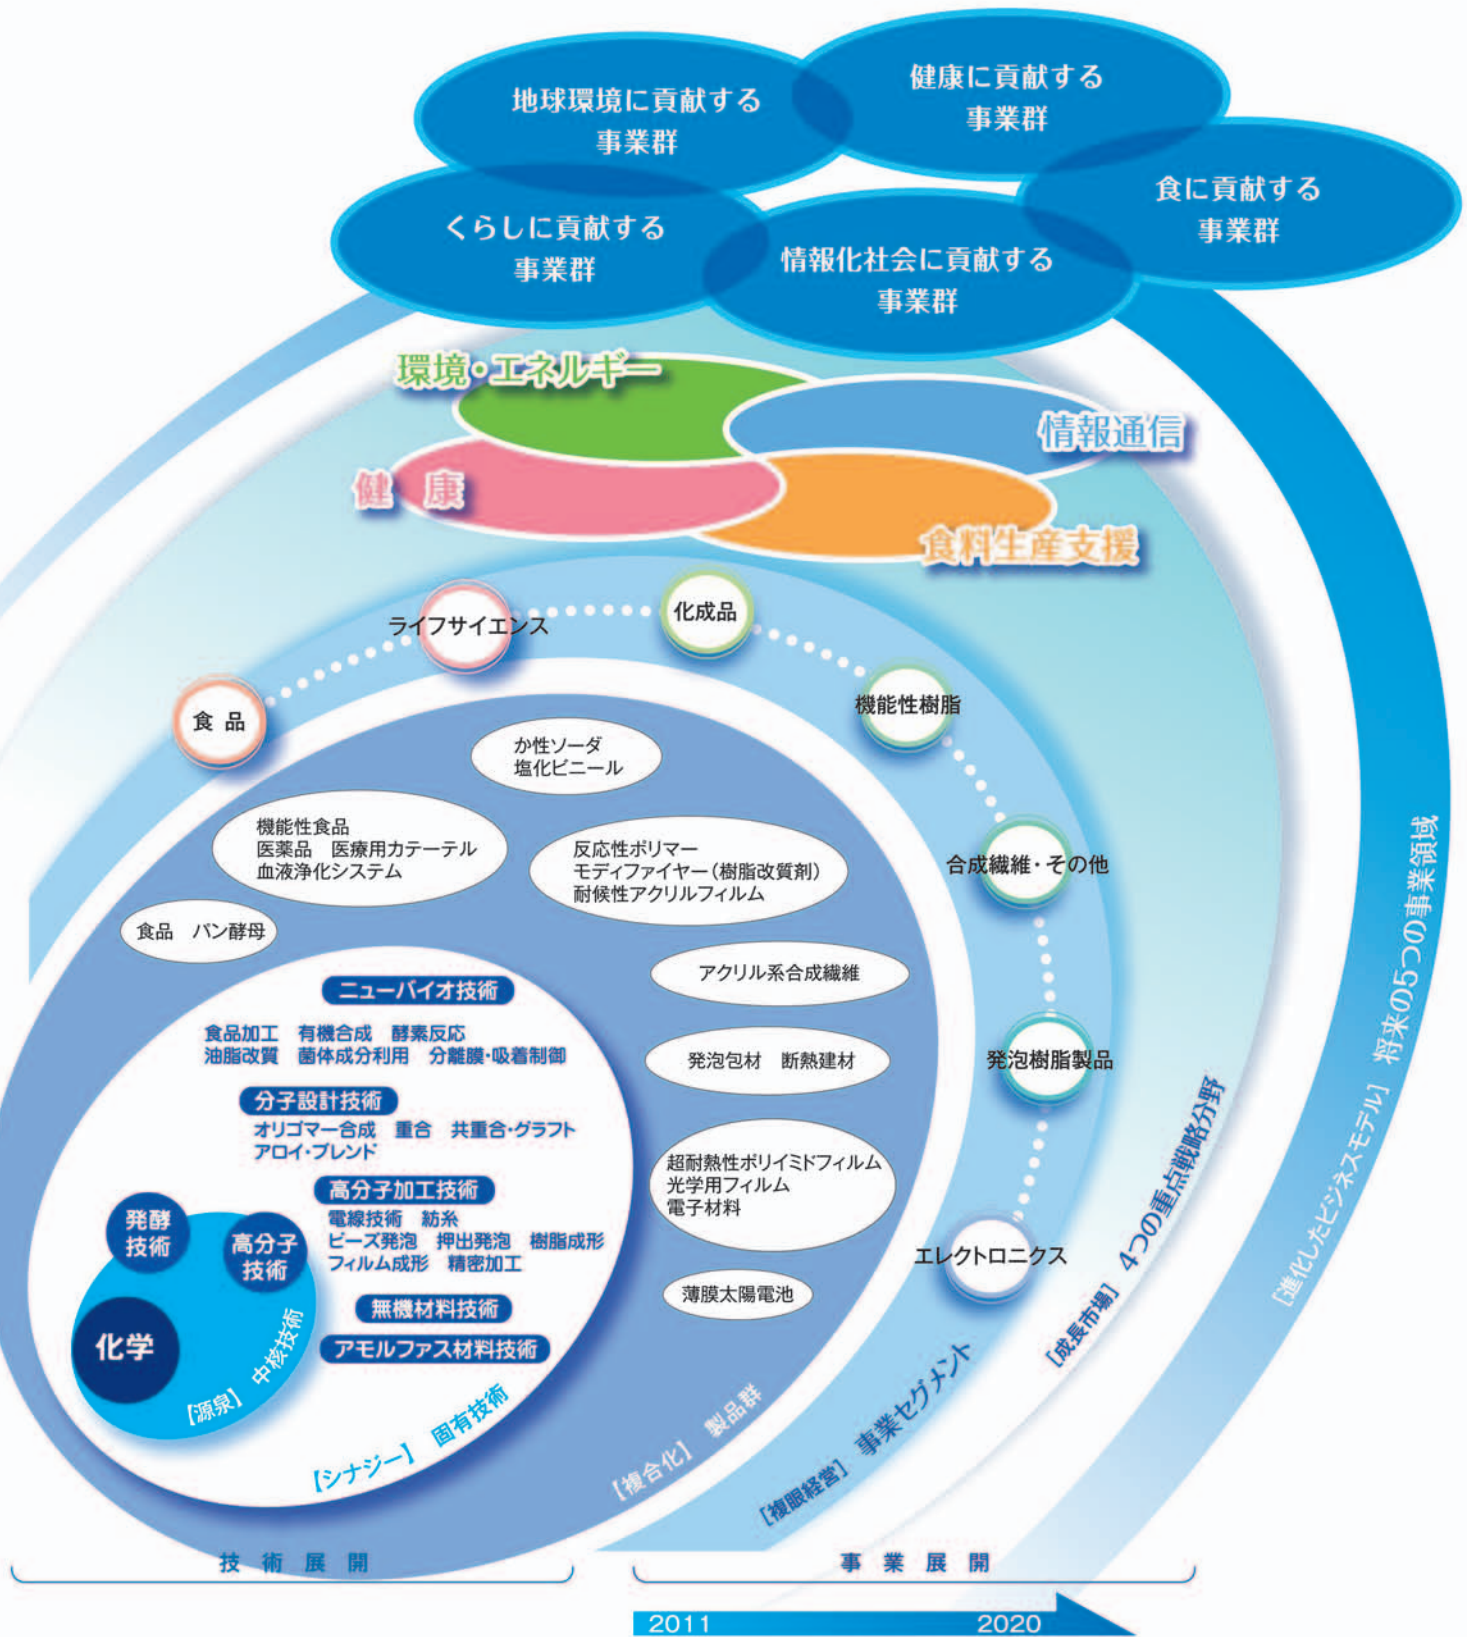 地球環境に貢献する
事業群
健康に貢献する
事業群
食に貢献する
事業群
くらしに貢献する
事業群
情報化社会に貢献する
事業群
環境・エネルギー
情報通信
健 康
食料生産支援
食 品
ライフサイエンス
化成品
機能性樹脂
合成繊維・その他
発泡樹脂製品
エレクトロニクス
か性ソーダ
塩化ビニール
機能性食品
医薬品 医療用カテーテル
血液浄化システム
反応性ポリマー
モディファイヤー(樹脂改質剤)
耐候性アクリルフィルム
食品 パン酵母
アクリル系合成繊維
発泡包材 断熱建材
超耐熱性ポリイミドフィルム
光学用フィルム
電子材料
薄膜太陽電池
ニューバイオ技術
食品加工 有機合成 酵素反応
油脂改質 菌体成分利用 分離膜・吸着制御
分子設計技術
オリゴマー合成 重合 共重合・グラフト
アロイ・ブレンド
高分子加工技術
電線技術 紡糸
ビーズ発泡 押出発泡 樹脂成形
フィルム成形 精密加工
無機材料技術
アモルファス材料技術
発酵
技術
高分子
技術
化学
[源泉] 中核技術
[シナジー] 固有技術
[複合化] 製品群
[複眼経営] 事業セグメント
[成長市場] 4つの重点戦略分野
[進化したビジネスモデル] 将来の5つの事業領域
技 術 展 開
事 業 展 開
2011
2020